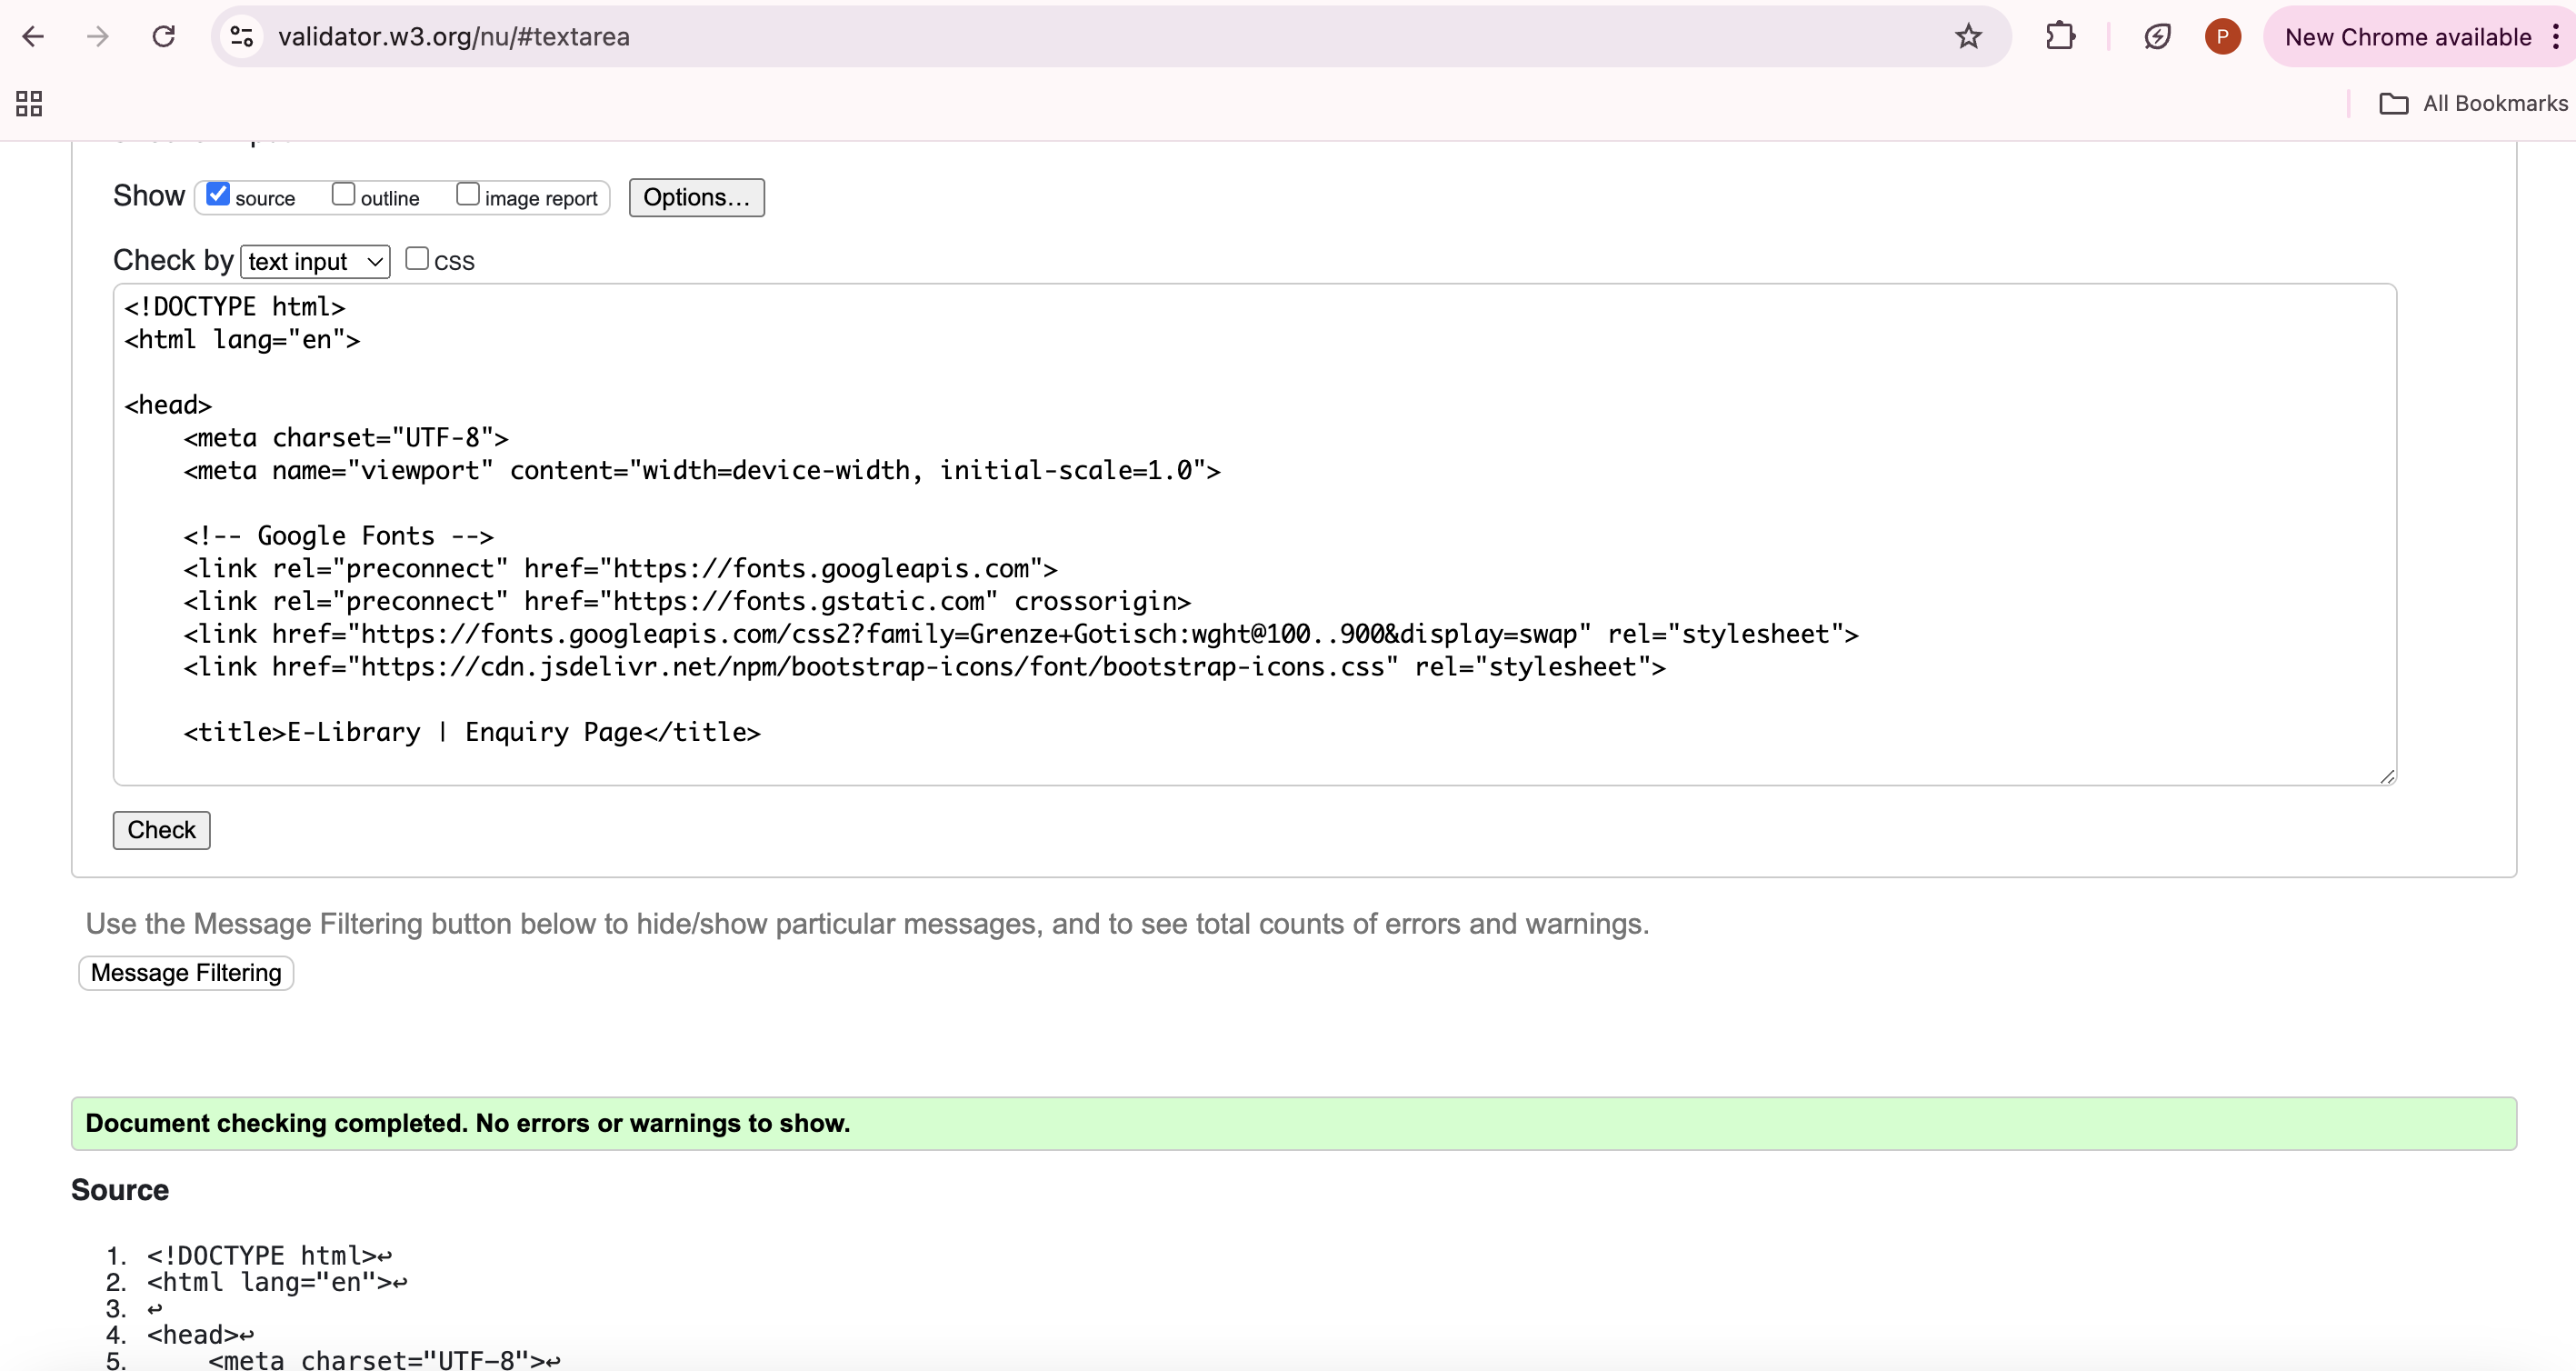 validator.w3.org/nu/#textarea
P
New Chrome available
All Bookmarks
Show source outline image report Options...
Check by text input CSS
<!DOCTYPE html>
<html lang="en">
<head>
<meta charset="UTF-8">
<meta name="viewport" content="width=device-width, initial-scale=1.0">
<!-- Google Fonts -->
<link rel="preconnect" href="https://fonts.googleapis.com">
<link rel="preconnect" href="https://fonts.gstatic.com" crossorigin>
<link href="https://fonts.googleapis.com/css2?family=Grenze+Gotisch:wght@100..900&display=swap" rel="stylesheet">
<link href="https://cdn.jsdelivr.net/npm/bootstrap-icons/font/bootstrap-icons.css" rel="stylesheet">
<title>E-Library | Enquiry Page</title>
Check
Use the Message Filtering button below to hide/show particular messages, and to see total counts of errors and warnings.
Message Filtering
Document checking completed. No errors or warnings to show.
Source
1. <!DOCTYPE html>↩
2. <html lang="en">↩
3. ↩
4. <head>↩
5. <meta charset="UTF-8">↩